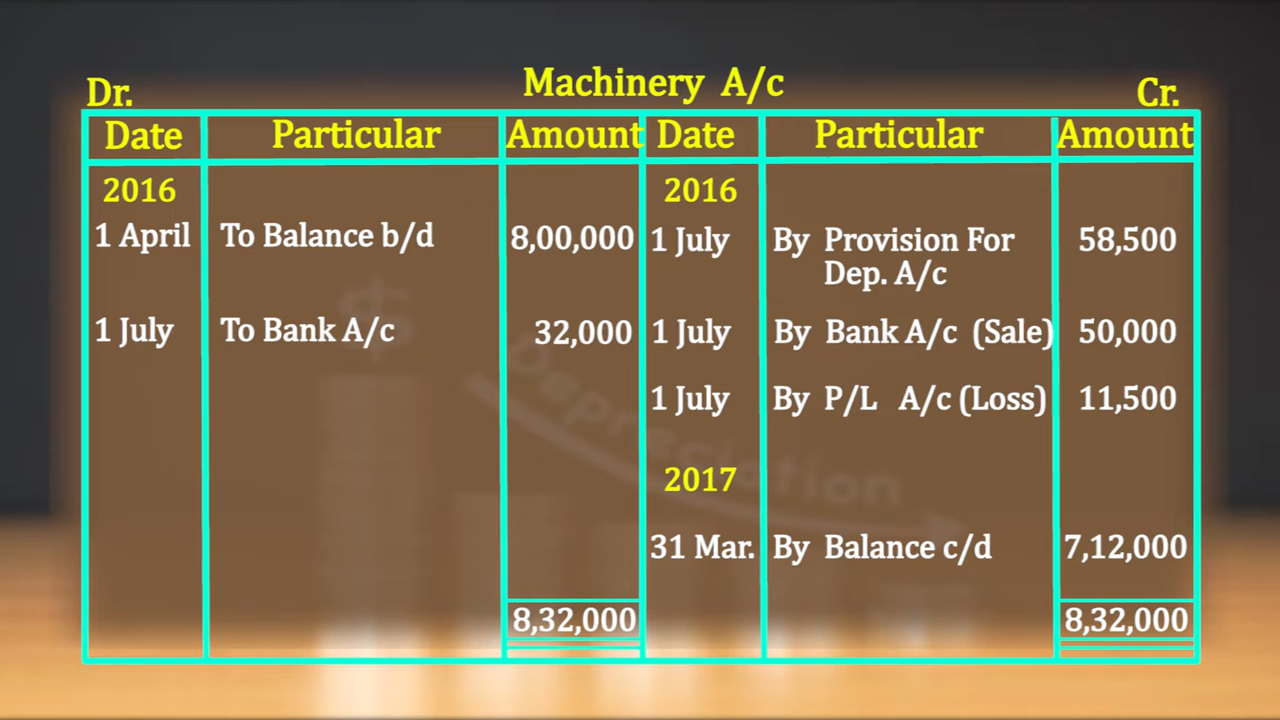 Machinery A/c
Dr. Cr.
Date Particular Amount Date Particular Amount
2016 2016
1 April To Balance b/d 8,00,000 1 July By Provision For 58,500
Dep. A/c
1 July To Bank A/c 32,000 1 July By Bank A/c (Sale) 50,000
1 July By P/L A/c (Loss) 11,500
2017
31 Mar. By Balance c/d 7,12,000
8,32,000 8,32,000
$
Depreciation